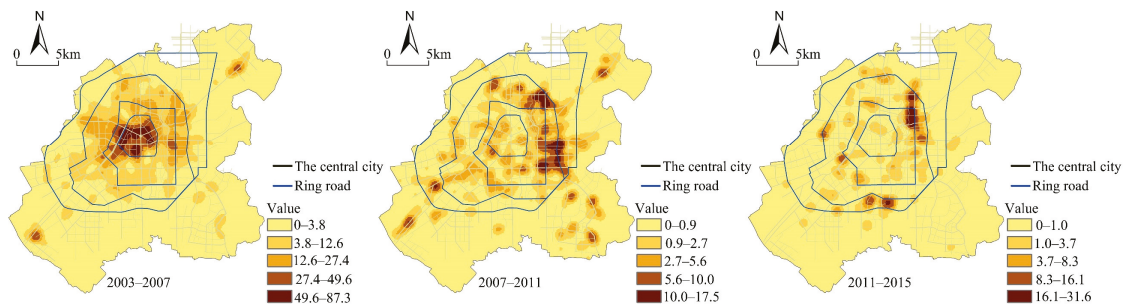 N
0 5km
The central city
Ring road
Value
0–3.8
3.8–12.6
12.6–27.4
27.4–49.6
49.6–87.3
2003–2007
N
0 5km
The central city
Ring road
Value
0–0.9
0.9–2.7
2.7–5.6
5.6–10.0
10.0–17.5
2007–2011
N
0 5km
The central city
Ring road
Value
0–1.0
1.0–3.7
3.7–8.3
8.3–16.1
16.1–31.6
2011–2015